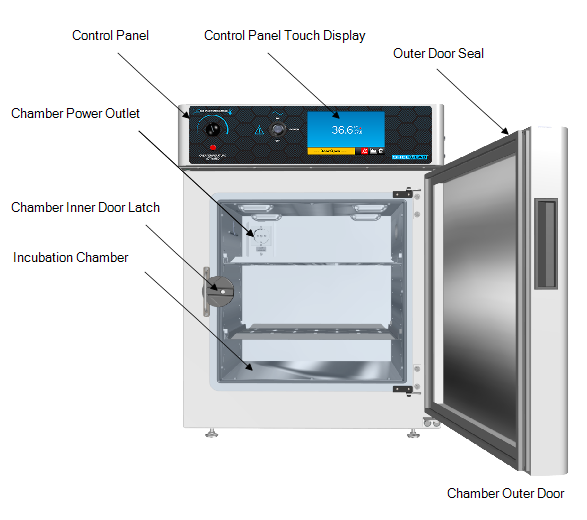 Control Panel
Control Panel Touch Display
Outer Door Seal
Chamber Power Outlet
36.6
Chamber Inner Door Latch
Incubation Chamber
Chamber Outer Door